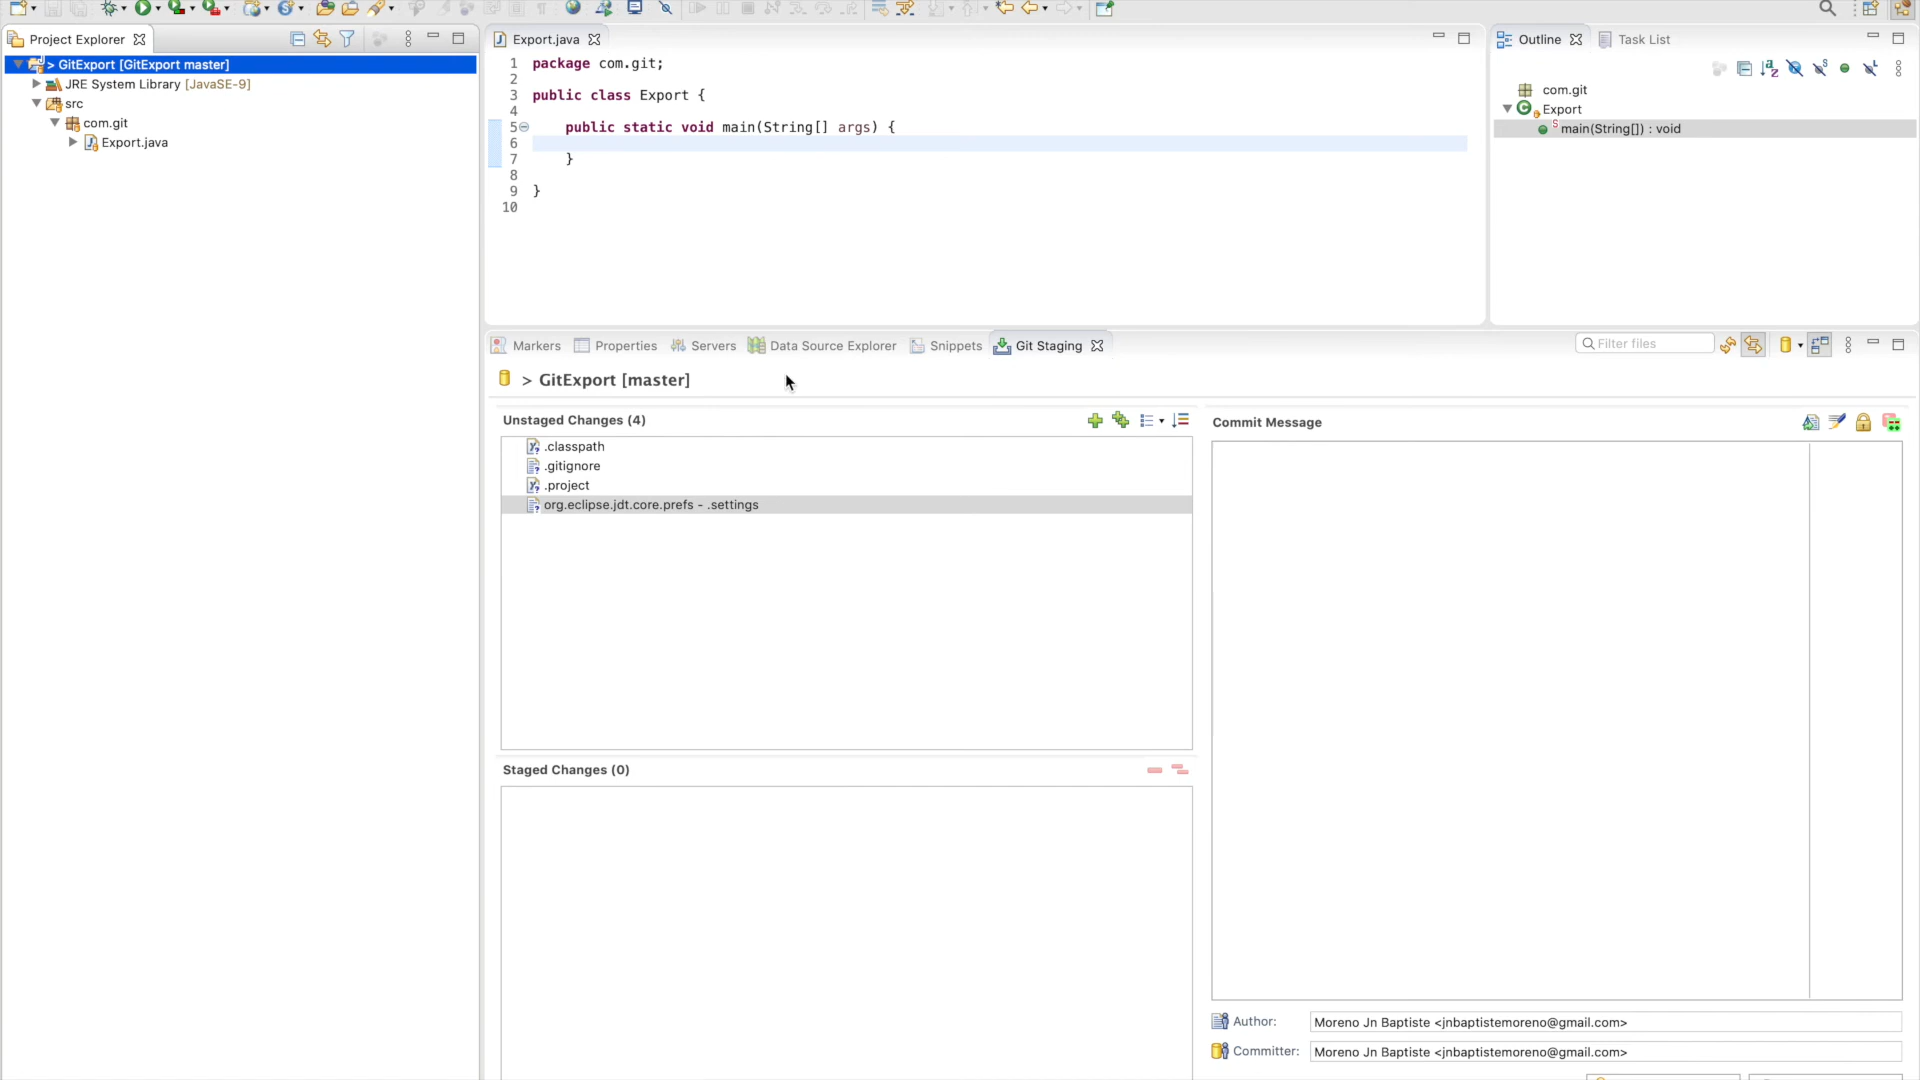 Project Explorer
> GitExport [GitExport master]
JRE System Library [JavaSE-9]
src
com.git
Export.java
Export.java
1 package com.git;
2
3 public class Export {
4
5 public static void main(String[] args) {
6
7 }
8
9 }
10
Outline
Task List
com.git
Export
main(String[]) : void
Markers
Properties
Servers
Data Source Explorer
Snippets
Git Staging
Filter files
> GitExport [master]
Unstaged Changes (4)
.classpath
.gitignore
.project
org.eclipse.jdt.core.prefs - .settings
Staged Changes (0)
Commit Message
Author: Moreno Jn Baptiste <jnbaptistemoreno@gmail.com>
Committer: Moreno Jn Baptiste <jnbaptistemoreno@gmail.com>